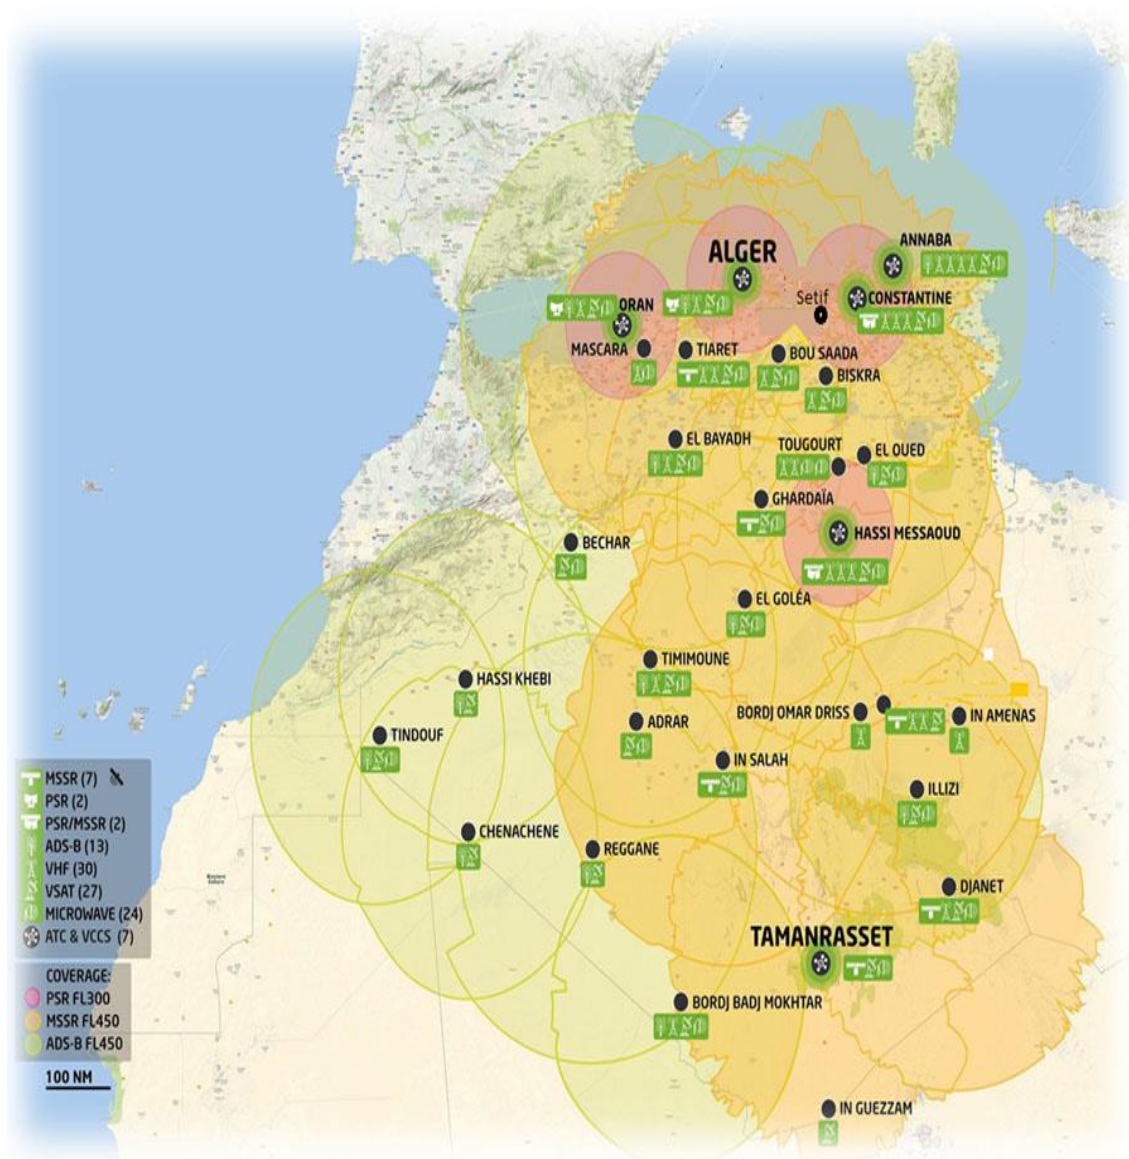 ANNABA
ALGER
CONSTANTINE
Setif
ORAN
MASCARA
TIARET
BOU SAADA
BISKRA
EL BAYADH
TOUGOURT
EL OUED
GHARDAÏA
HASSI MESSAOUD
BECHAR
EL GOLÉA
TIMIMOUNE
HASSI KHEBI
BORDJ OMAR DRISS
IN AMENAS
ADRAR
TINDOUF
IN SALAH
ILLIZI
CHENACHENE
REGGANE
DJANET
TAMANRASSET
BORDJ BADJ MOKHTAR
IN GUEZZAM
MSSR (7)
PSR (2)
PSR/MSSR (2)
ADS-B (13)
VHF (30)
VSAT (27)
MICROWAVE (24)
ATC & VCCS (7)
COVERAGE:
PSR FL300
MSSR FL450
ADS-B FL450
100 NM